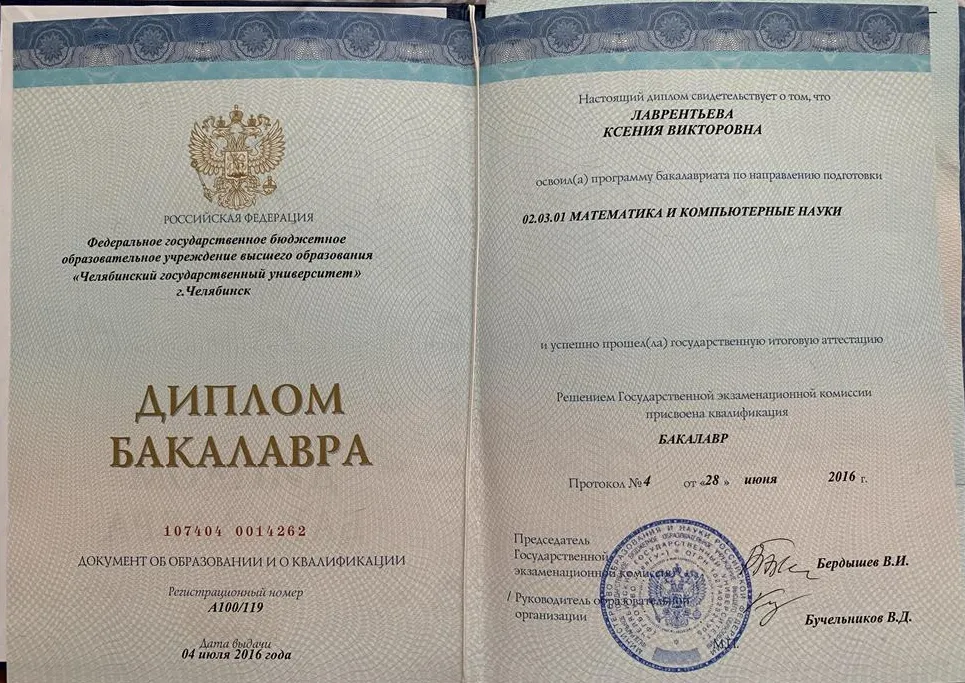 РОССИЙСКАЯ ФЕДЕРАЦИЯ
Федеральное государственное бюджетное
образовательное учреждение высшего образования
«Челябинский государственный университет»
г.Челябинск
ДИПЛОМ
БАКАЛАВРА
107404 0014262
ДОКУМЕНТ ОБ ОБРАЗОВАНИИ И О КВАЛИФИКАЦИИ
Регистрационный номер
А100/119
Дата выдачи
04 июля 2016 года
Настоящий диплом свидетельствует о том, что
ЛАВРЕНТЬЕВА
КСЕНИЯ ВИКТОРОВНА
освоил(а) программу бакалавриата по направлению подготовки
02.03.01 МАТЕМАТИКА И КОМПЬЮТЕРНЫЕ НАУКИ
и успешно прошел(ла) государственную итоговую аттестацию
Решением Государственной экзаменационной комиссии
присвоена квалификация
БАКАЛАВР
Протокол № 4 от «28 » июня 2016 г.
Председатель
Государственной
экзаменационной комиссии
Бердышев В.И.
/ Руководитель образовательной
организации
Бучельников В.Д.
М.П.